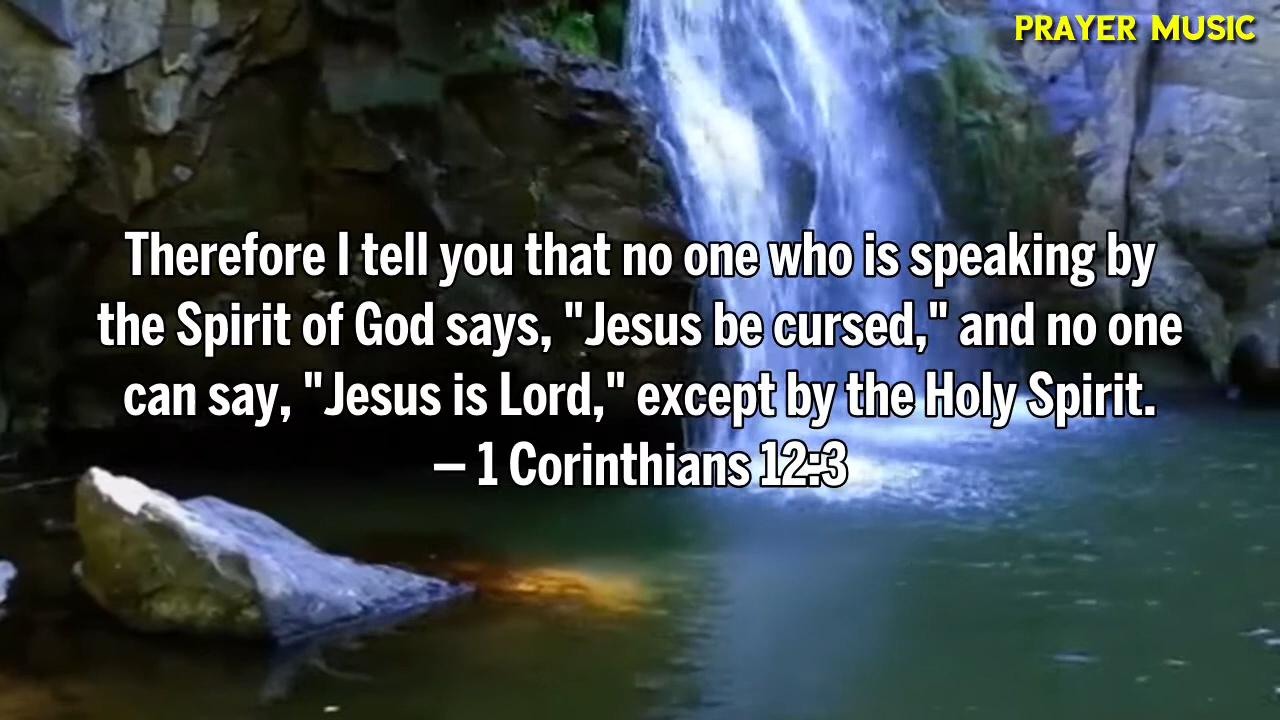 PRAYER MUSIC
Therefore I tell you that no one who is speaking by
the Spirit of God says, "Jesus be cursed," and no one
can say, "Jesus is Lord," except by the Holy Spirit.
– 1 Corinthians 12:3